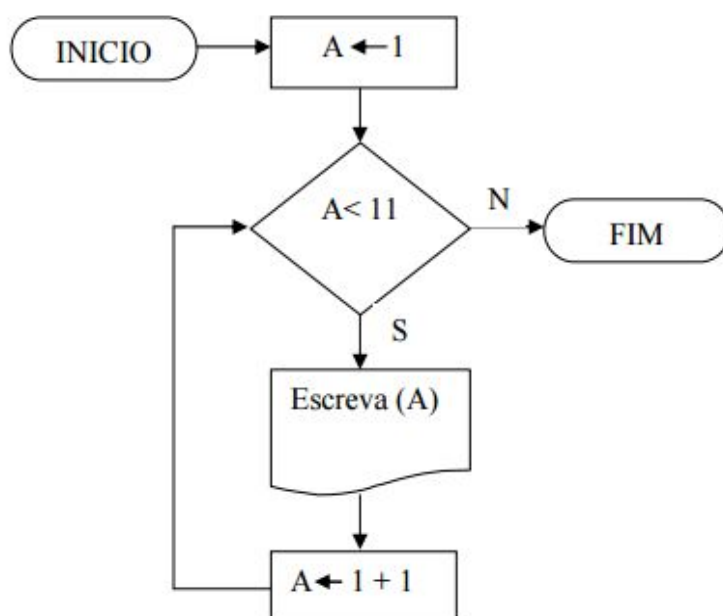 INICIO
A ← 1
A< 11
N
FIM
S
Escreva (A)
A ← 1 + 1